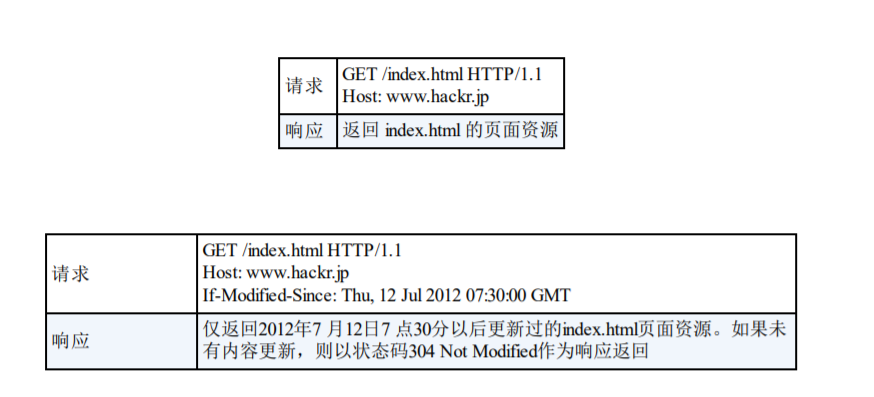 请求
GET /index.html HTTP/1.1
Host: www.hackr.jp
响应
返回 index.html 的页面资源
请求
GET /index.html HTTP/1.1
Host: www.hackr.jp
If-Modified-Since: Thu, 12 Jul 2012 07:30:00 GMT
响应
仅返回2012年7 月12日7 点30分以后更新过的index.html页面资源。如果未
有内容更新，则以状态码304 Not Modified作为响应返回